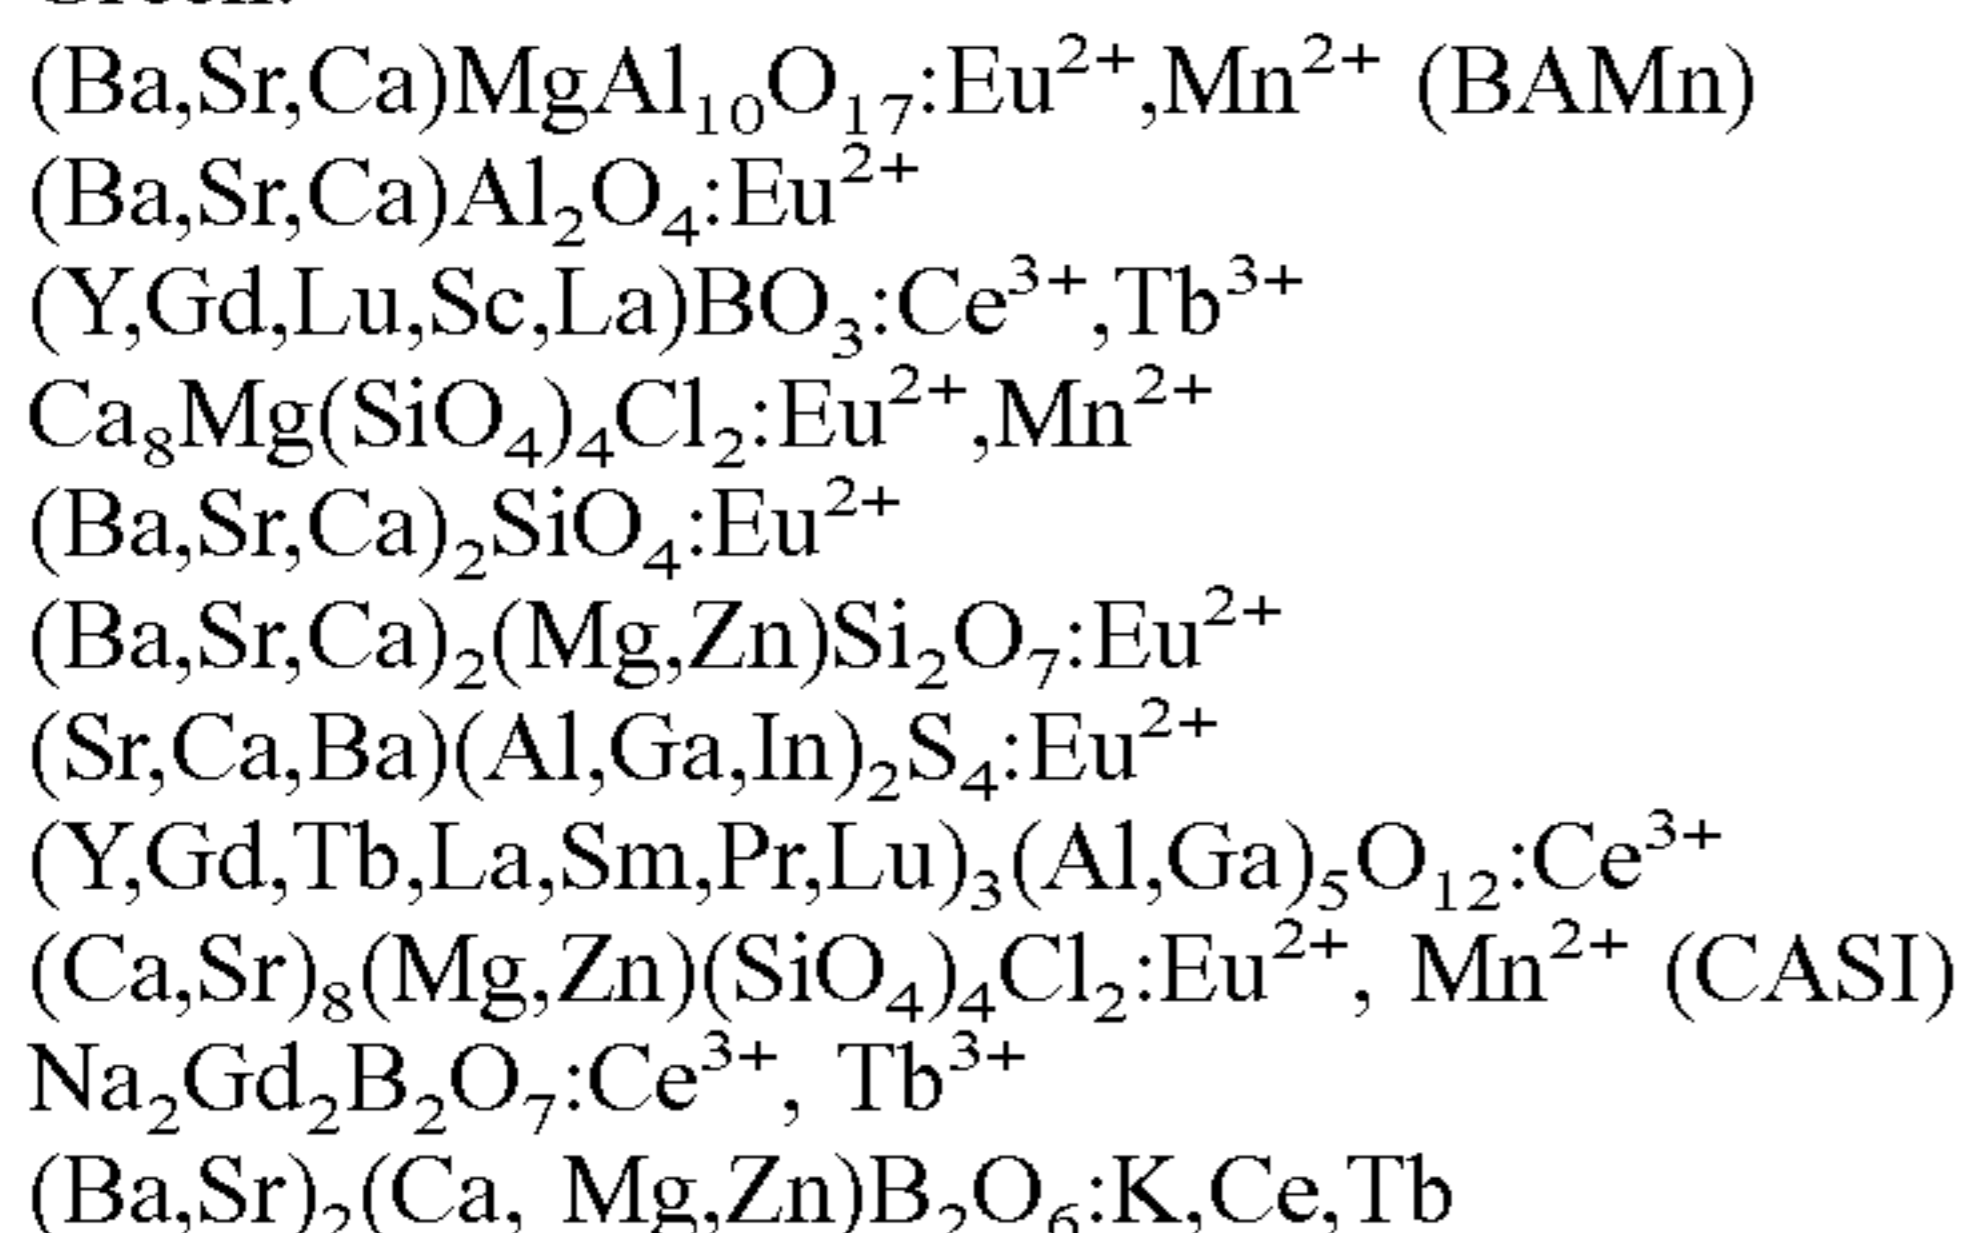 (Ba,Sr,Ca)MgAl₁₀O₁₇:Eu²⁺,Mn²⁺ (BAMn)
(Ba,Sr,Ca)Al₂O₄:Eu²⁺
(Y,Gd,Lu,Sc,La)BO₃:Ce³⁺,Tb³⁺
Ca₈Mg(SiO₄)₄Cl₂:Eu²⁺,Mn²⁺
(Ba,Sr,Ca)₂SiO₄:Eu²⁺
(Ba,Sr,Ca)₂(Mg,Zn)Si₂O₇:Eu²⁺
(Sr,Ca,Ba)(Al,Ga,In)₂S₄:Eu²⁺
(Y,Gd,Tb,La,Sm,Pr,Lu)₃(Al,Ga)₅O₁₂:Ce³⁺
(Ca,Sr)₈(Mg,Zn)(SiO₄)₄Cl₂:Eu²⁺, Mn²⁺ (CASI)
Na₂Gd₂B₂O₇:Ce³⁺, Tb³⁺
(Ba,Sr)₂(Ca, Mg,Zn)B₂O₆:K,Ce,Tb